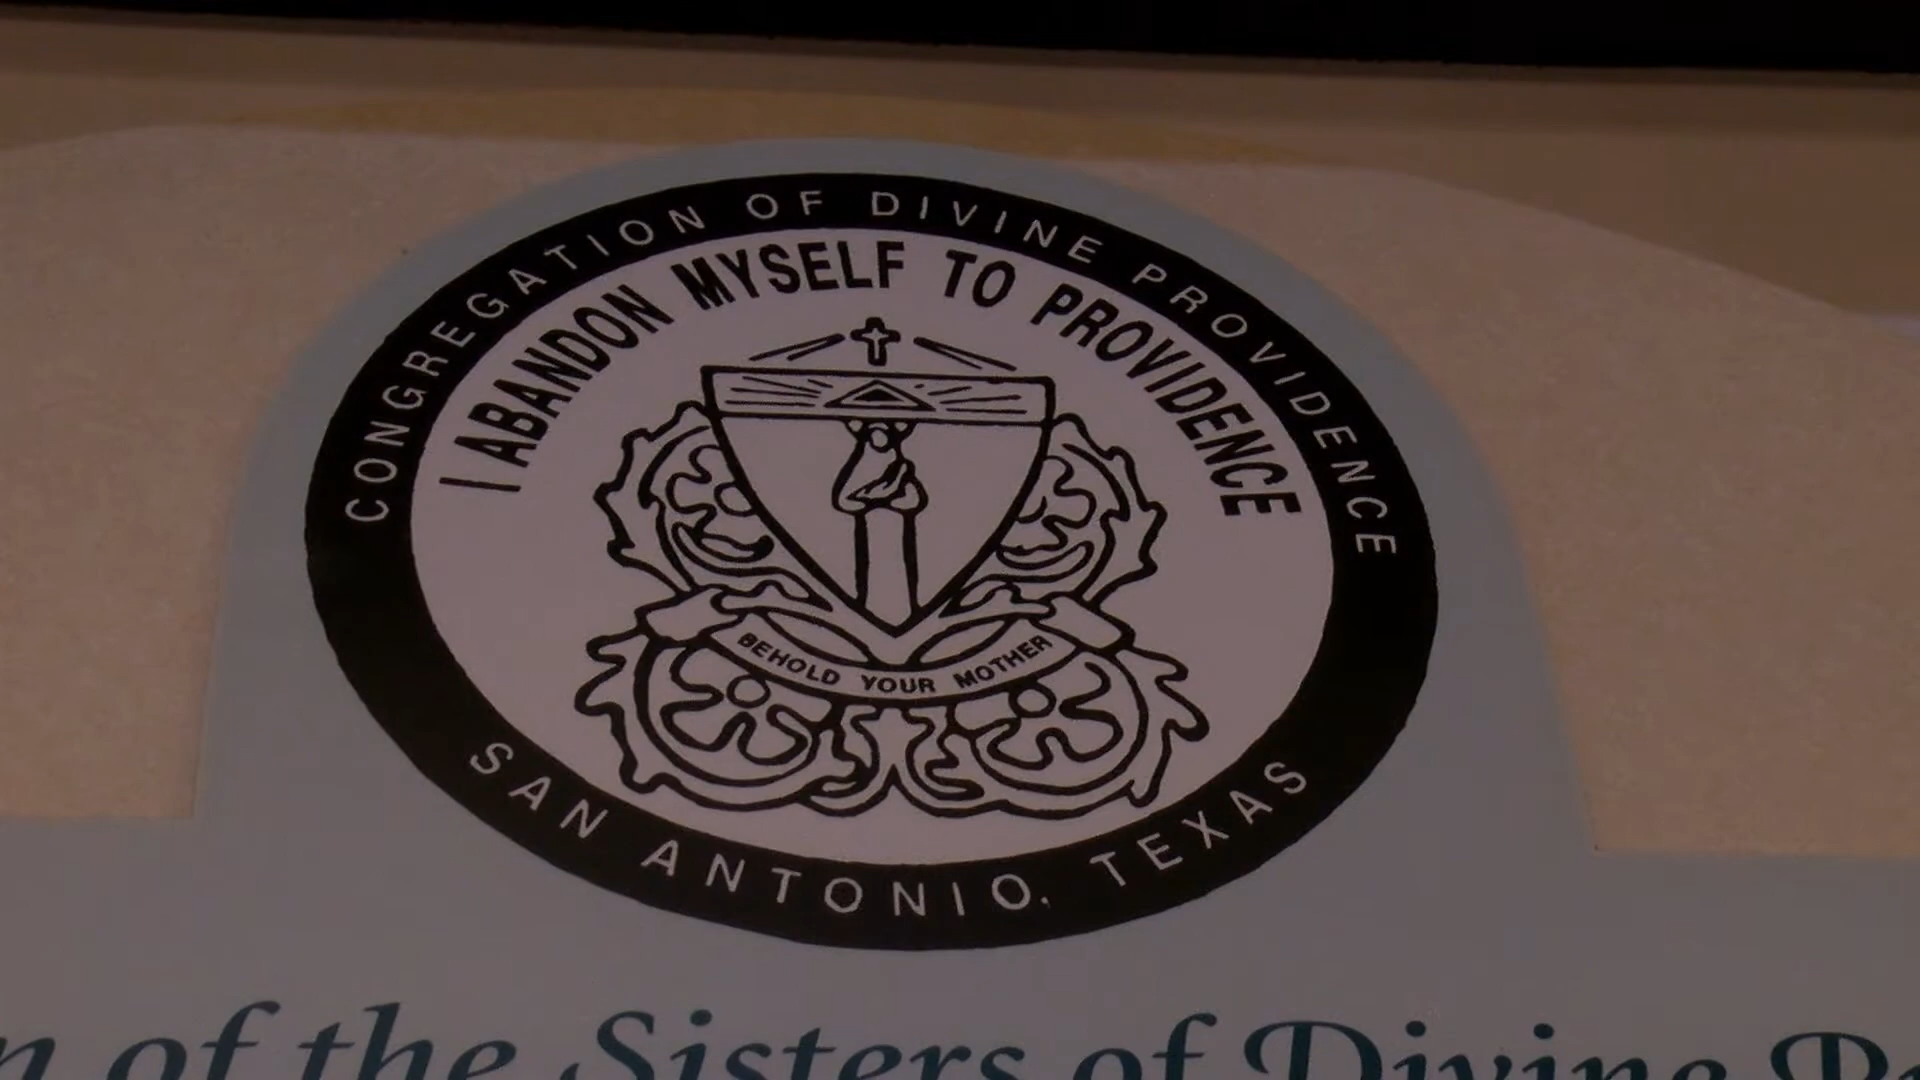 CONGREGATION OF DIVINE PROVIDENCE
I ABANDON MYSELF TO PROVIDENCE
BEHOLD YOUR MOTHER
SAN ANTONIO, TEXAS
of the Sisters of Divine